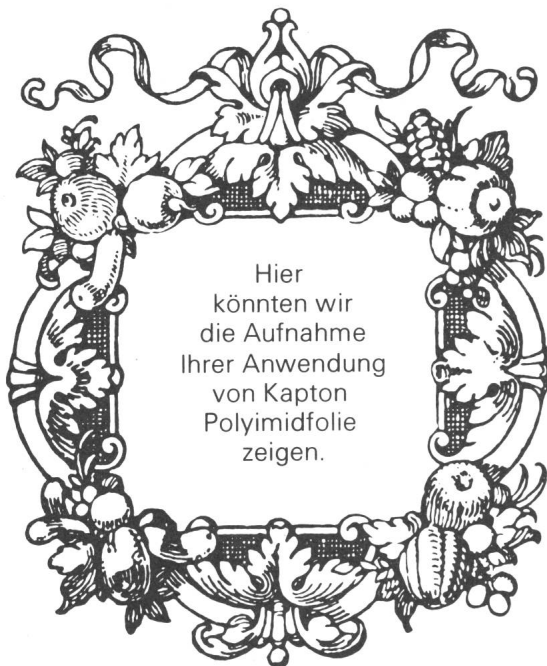 Hier
könnten wir
die Aufnahme
Ihrer Anwendung
von Kapton
Polyimidfolie
zeigen.